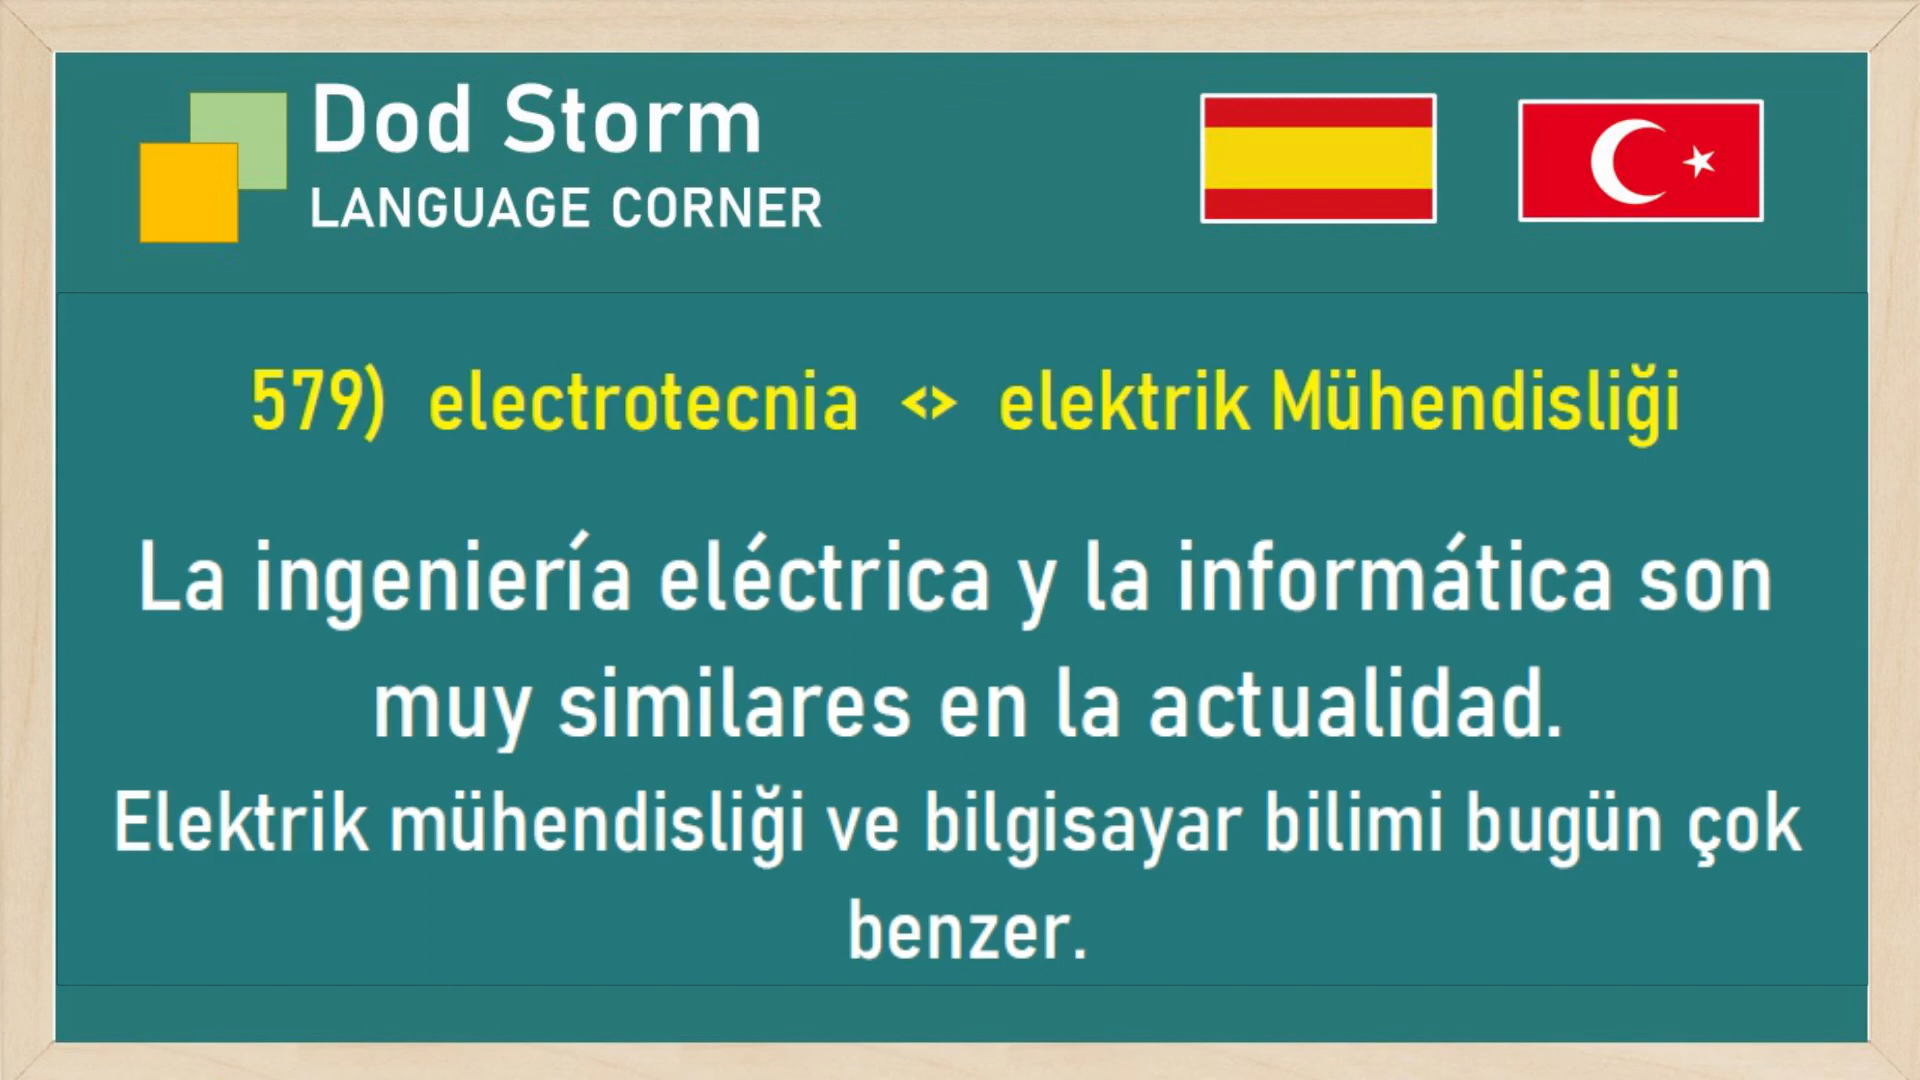 Dod Storm
LANGUAGE CORNER
579) electrotecnia <> elektrik Mühendisliği
La ingeniería eléctrica y la informática son
muy similares en la actualidad.
Elektrik mühendisliği ve bilgisayar bilimi bugün çok
benzer.